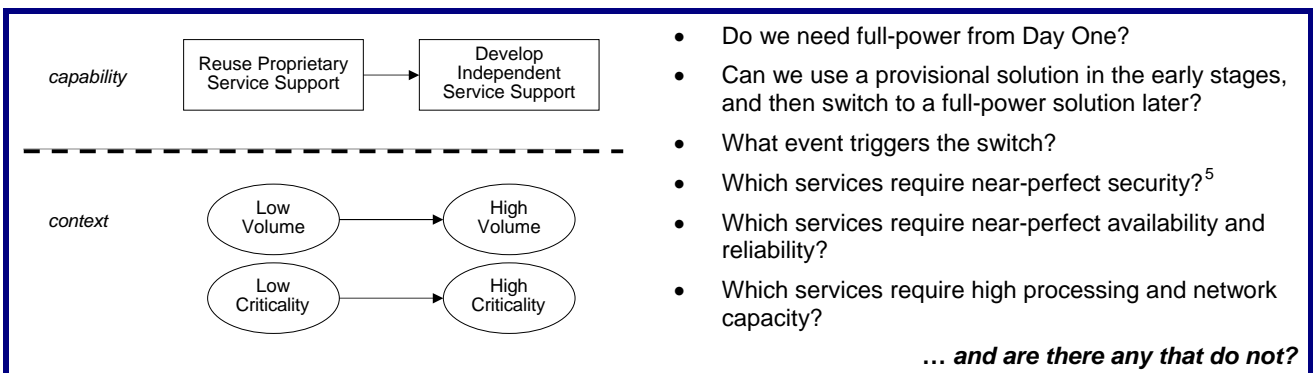 capability
Reuse Proprietary
Service Support
Develop
Independent
Service Support
context
Low
Volume
High
Volume
Low
Criticality
High
Criticality
• Do we need full-power from Day One?
• Can we use a provisional solution in the early stages,
and then switch to a full-power solution later?
• What event triggers the switch?
• Which services require near-perfect security?5
• Which services require near-perfect availability and
reliability?
• Which services require high processing and network
capacity?
… and are there any that do not?